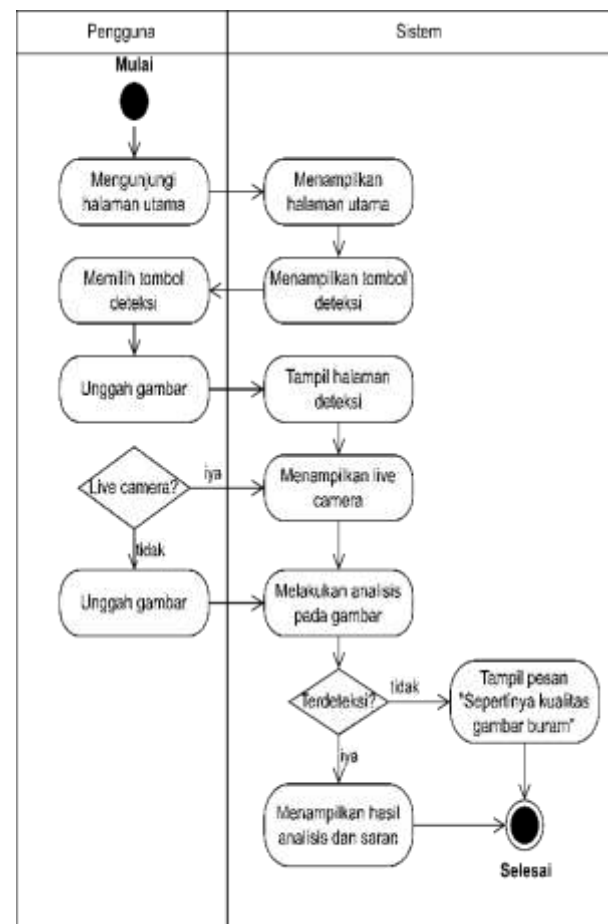 Pengguna
Sistem
Mulai
Mengunjungi
halaman utama
Menampilkan
halaman utama
Memilih tombol
deteksi
Menampilkan tombol
deteksi
Unggah gambar
Tampil halaman
deteksi
Live camera?
iya
Menampilkan live
camera
tidak
Unggah gambar
Melakukan analisis
pada gambar
Terdeteksi?
tidak
Tampil pesan
"Sepertinya kualitas
gambar buram"
iya
Menampilkan hasil
analisis dan saran
Selesai